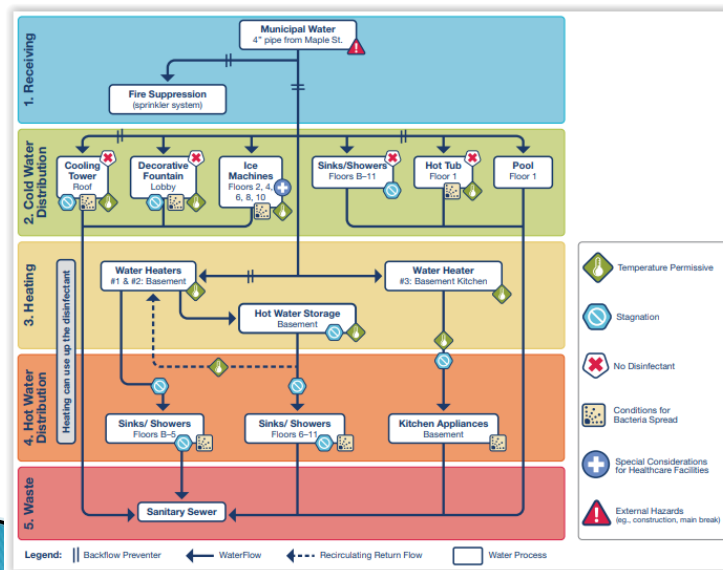 Municipal Water
4" pipe from Maple St.
1. Receiving
Fire Suppression
(sprinkler system)
2. Cold Water
Distribution
Cooling
Tower
Roof
Decorative
Fountain
Lobby
Ice
Machines
Floors 2, 4,
6, 8, 10
Sinks/Showers
Floors B–11
Hot Tub
Floor 1
Pool
Floor 1
3. Heating
Heating can use up the disinfectant
Water Heaters
#1 & #2: Basement
Water Heater
#3: Basement Kitchen
Hot Water Storage
Basement
4. Hot Water
Distribution
Sinks/ Showers
Floors B–5
Sinks/ Showers
Floors 6–11
Kitchen Appliances
Basement
5. Waste
Sanitary Sewer
Temperature Permissive
Stagnation
No Disinfectant
Conditions for
Bacteria Spread
Special Considerations
for Healthcare Facilities
External Hazards
(eg., construction, main break)
Legend: Backflow Preventer WaterFlow Recirculating Return Flow Water Process